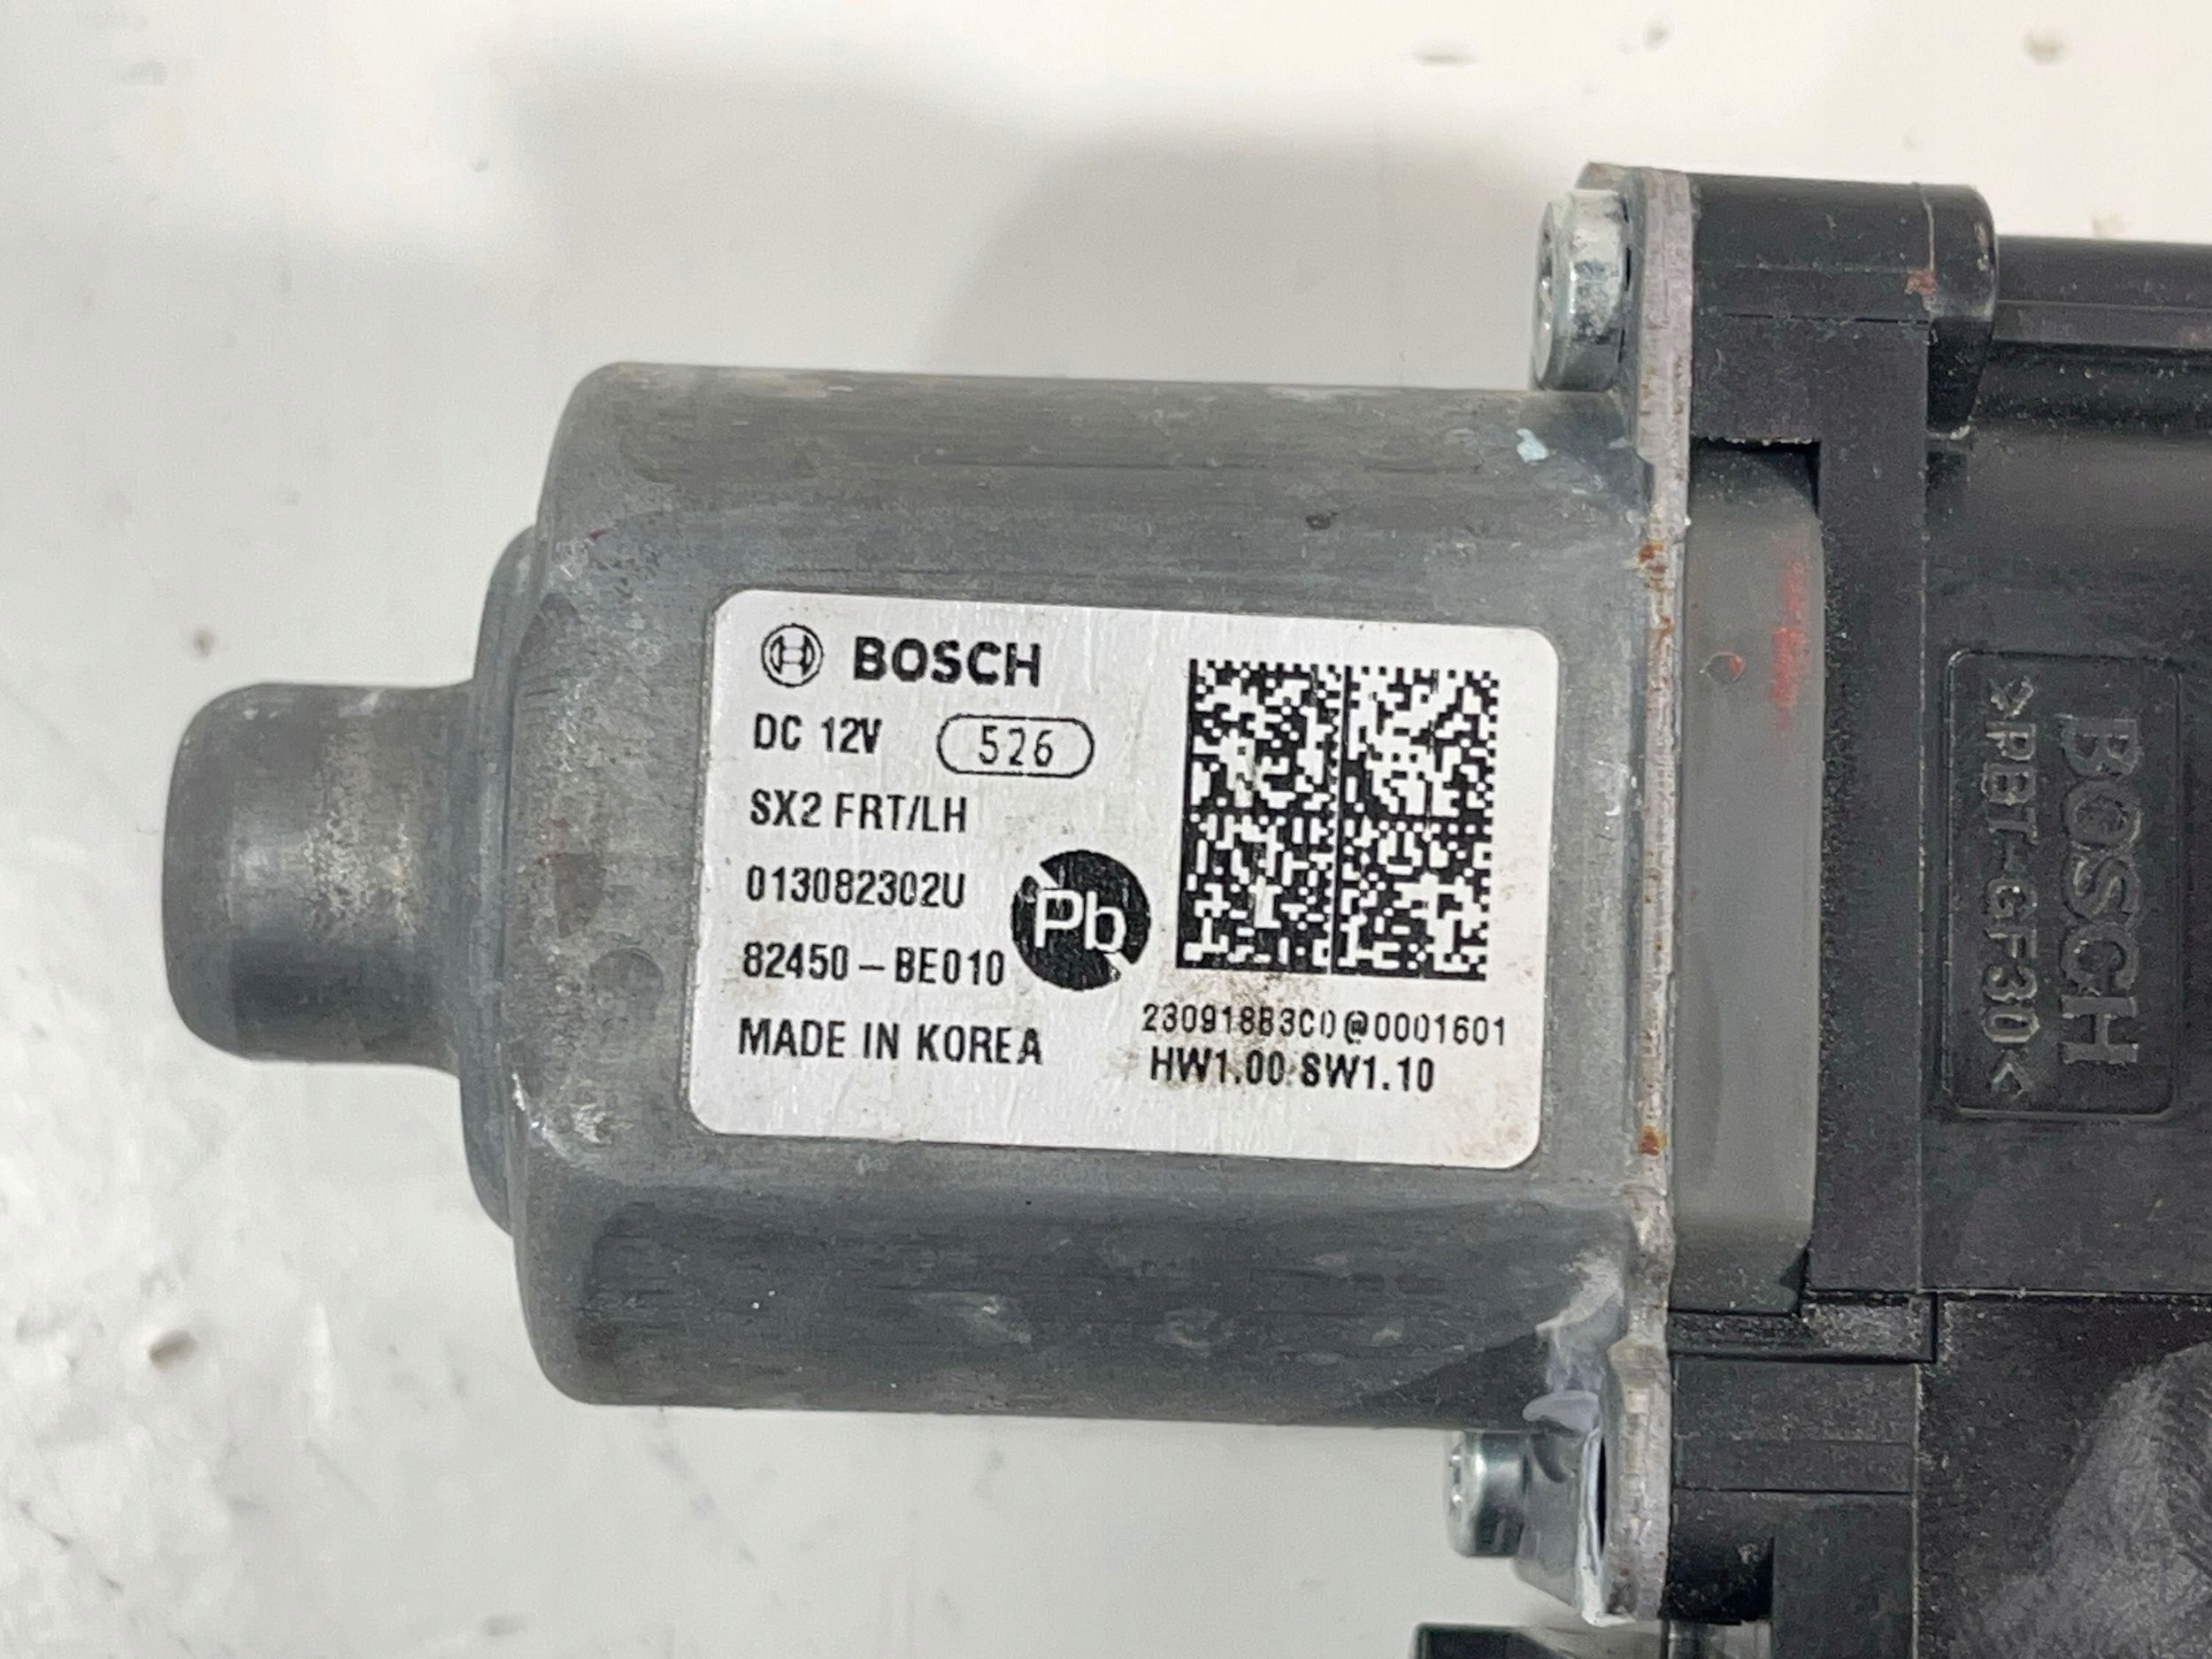 BOSCH
DC 12V 526
SX2 FRT/LH
013082302U
Pb
82450-BE010
MADE IN KOREA
230918B3C0@0001601
HW1.00 SW1.10
BOSCH
>PBT-GF30<